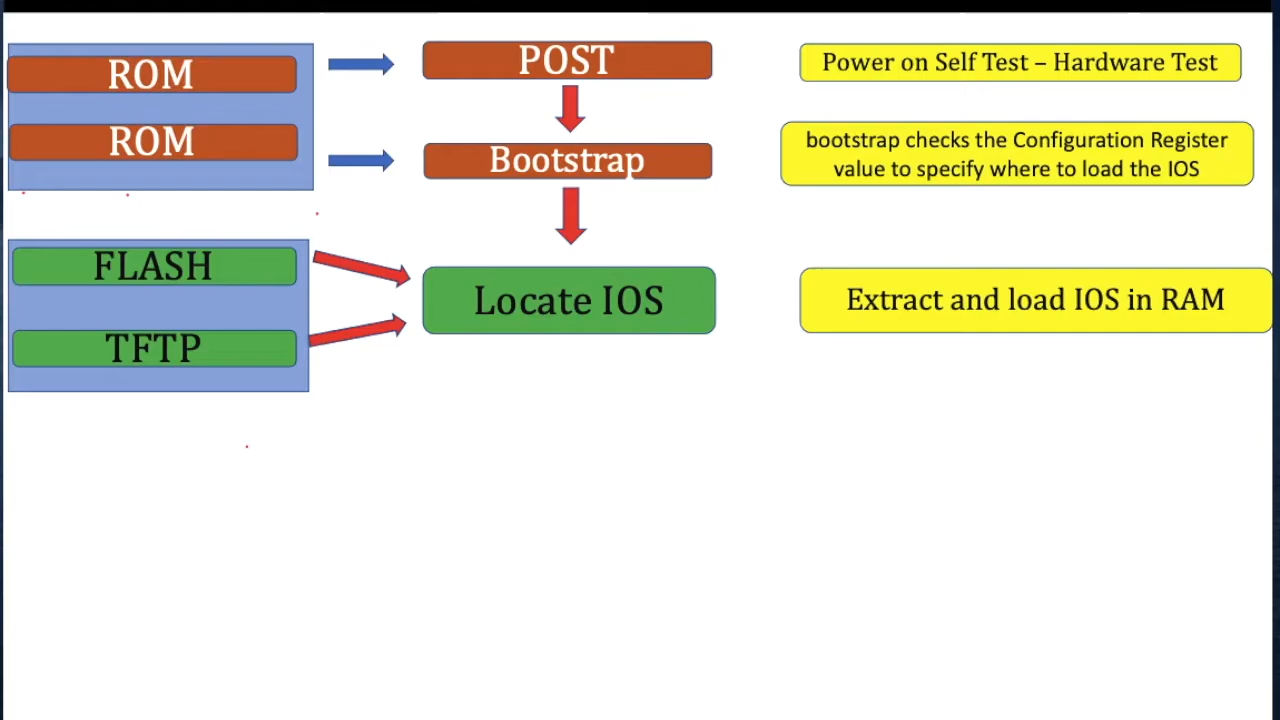 ROM
POST
Power on Self Test – Hardware Test
ROM
Bootstrap
bootstrap checks the Configuration Register
value to specify where to load the IOS
FLASH
Locate IOS
Extract and load IOS in RAM
TFTP